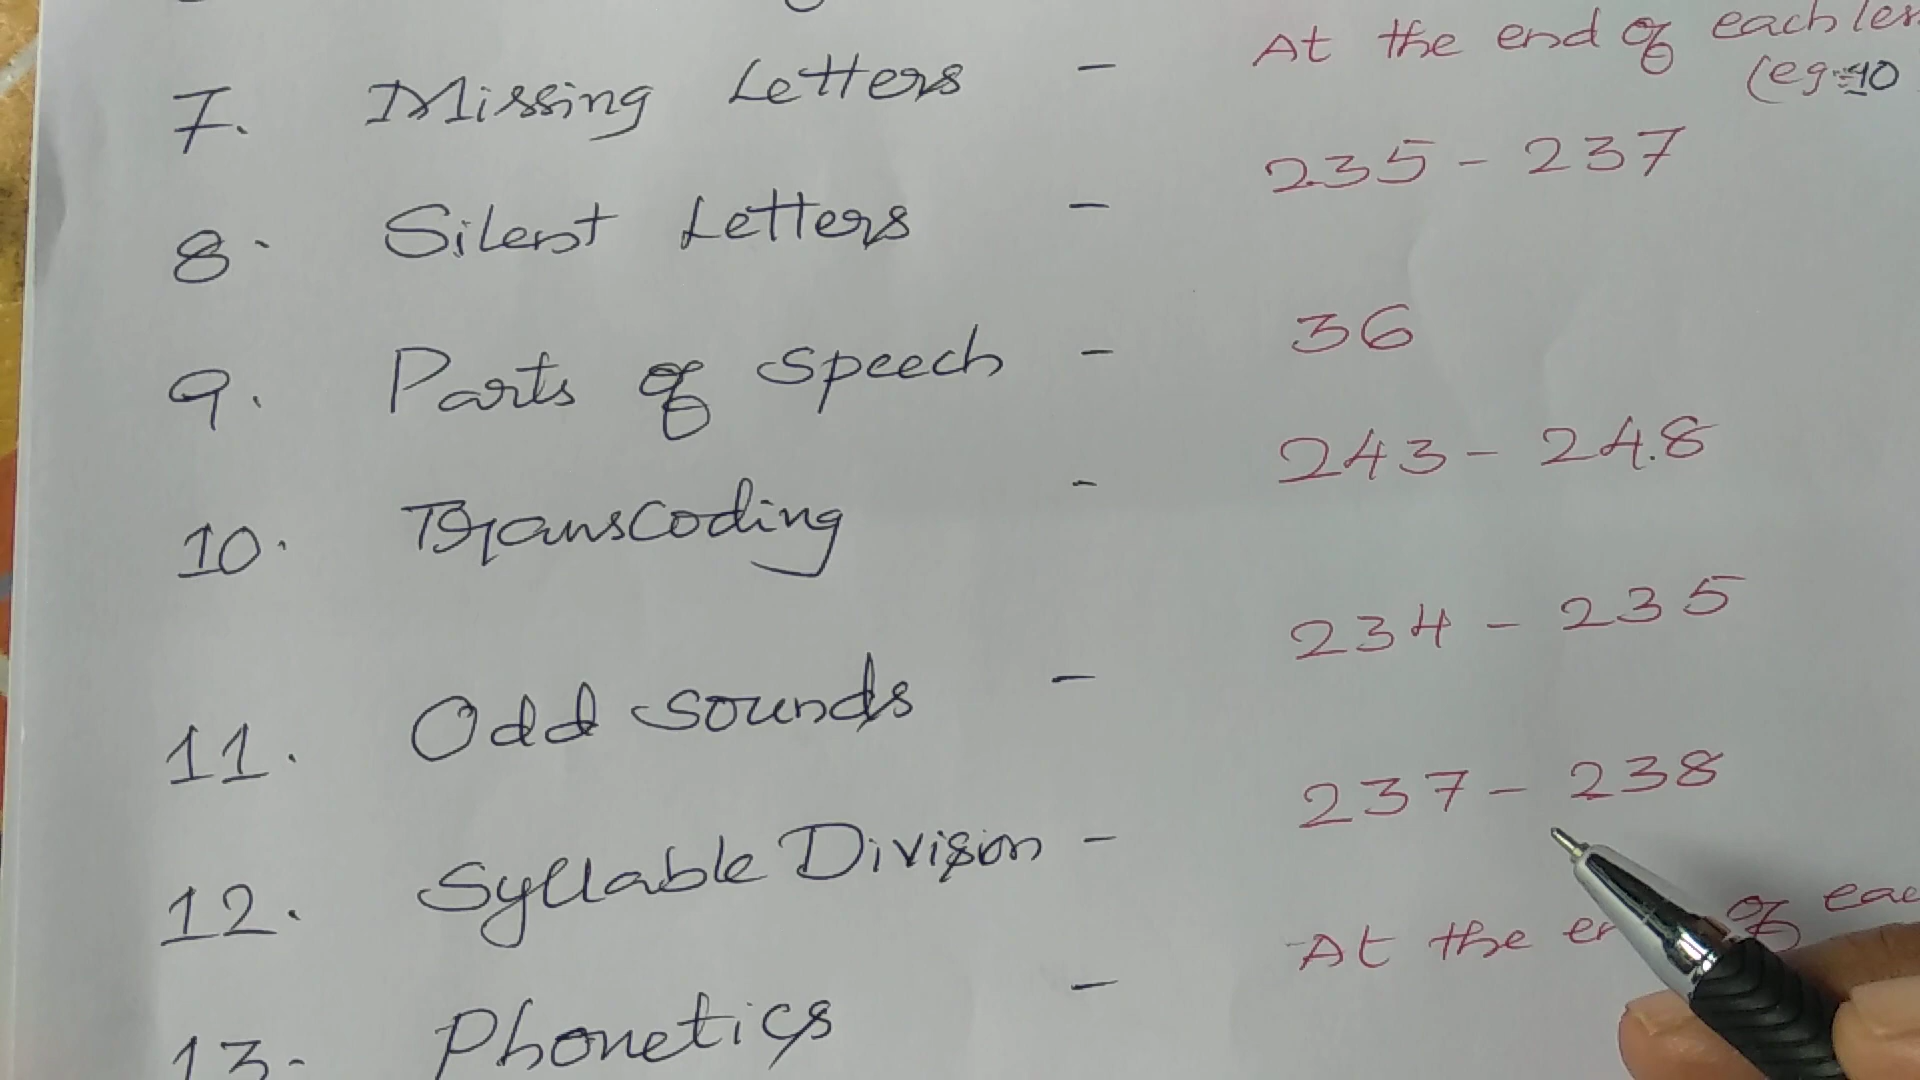 7. Missing Letters - At the end of each
(eg:- 10
8. Silent Letters - 235 - 237
9. Parts of speech - 36
10. Transcoding - 243 - 248
11. Odd sounds - 234 - 235
12. Syllable Division - 237 - 238
13. Phonetics - At the of